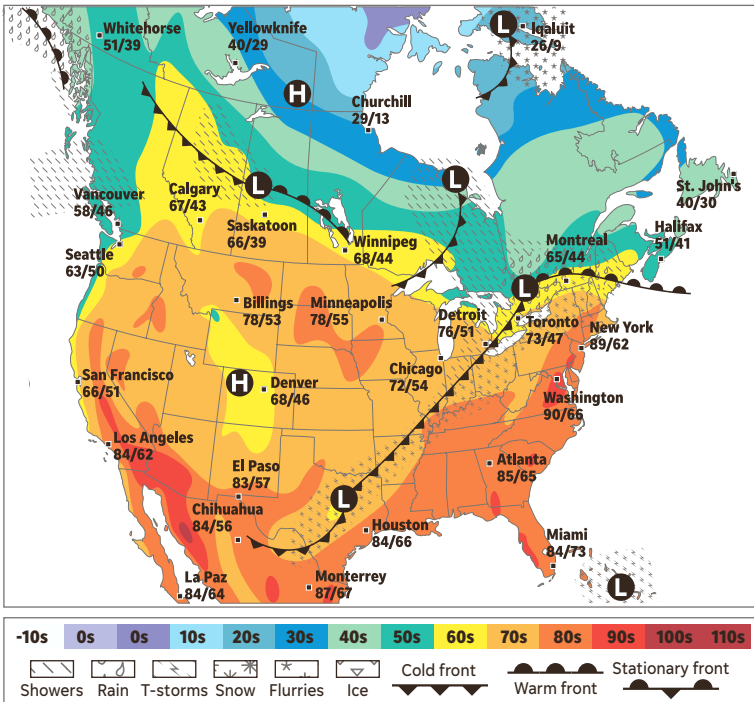 L
Whitehorse
51/39
Yellowknife
40/29
Iqaluit
26/9
H
Churchill
29/13
L
L
Vancouver
58/46
Calgary
67/43
St. John's
40/30
Saskatoon
66/39
Halifax
51/41
Seattle
63/50
Winnipeg
68/44
Montreal
65/44
L
Billings
78/53
Minneapolis
78/55
Detroit
76/51
Toronto
73/47
New York
89/62
San Francisco
66/51
H
Denver
68/46
Chicago
72/54
Washington
90/66
Los Angeles
84/62
El Paso
83/57
Atlanta
85/65
Chihuahua
84/56
L
Houston
84/66
Miami
84/73
La Paz
84/64
Monterrey
87/67
L
-10s 0s 0s 10s 20s 30s 40s 50s 60s 70s 80s 90s 100s 110s
Showers Rain T-storms Snow Flurries Ice
Cold front
Warm front
Stationary front